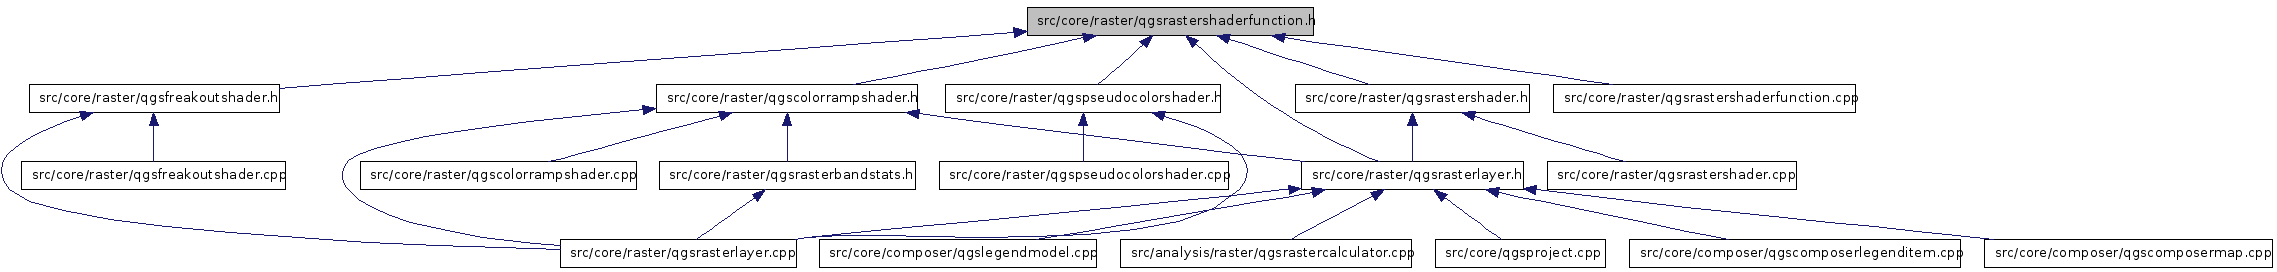 src/core/raster/qgsrastershaderfunction.h
src/core/raster/qgsfreakoutshader.h
src/core/raster/qgscolorrampshader.h
src/core/raster/qgspseudocolorshader.h
src/core/raster/qgsrastershader.h
src/core/raster/qgsrastershaderfunction.cpp
src/core/raster/qgsfreakoutshader.cpp
src/core/raster/qgscolorrampshader.cpp
src/core/raster/qgsrasterbandstats.h
src/core/raster/qgspseudocolorshader.cpp
src/core/raster/qgsrasterlayer.h
src/core/raster/qgsrastershader.cpp
src/core/raster/qgsrasterlayer.cpp
src/core/composer/qgslegendmodel.cpp
src/analysis/raster/qgsrastercalculator.cpp
src/core/qgsproject.cpp
src/core/composer/qgscomposerlegenditem.cpp
src/core/composer/qgscomposermap.cpp